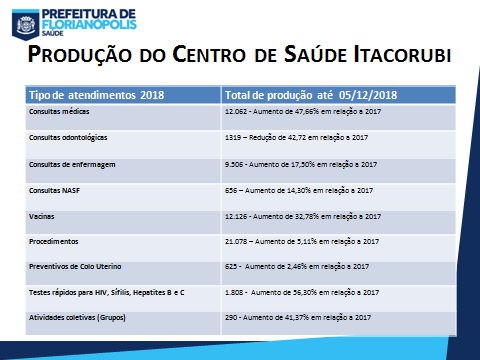 PREFEITURA DE
FLORIANÓPOLIS
SAÚDE
PRODUÇÃO DO CENTRO DE SAÚDE ITACORUBI
Tipo de atendimentos 2018 Total de produção até 05/12/2018
Consultas médicas 12.062 - Aumento de 47,66% em relação a 2017
Consultas odontológicas 1319 – Redução de 42,72 em relação a 2017
Consultas de enfermagem 9.506 - Aumento de 17,50% em relação a 2017
Consultas NASF 656 – Aumento de 14,30% em relação a 2017
Vacinas 12.126 - Aumento de 32,78% em relação a 2017
Procedimentos 21.078 – Aumento de 5,11% em relação a 2017
Preventivos de Colo Uterino 625 - Aumento de 2,46% em relação a 2017
Testes rápidos para HIV, Sífilis, Hepatites B e C 1.808 - Aumento de 56,30% em relação a 2017
Atividades coletivas (Grupos) 290 - Aumento de 41,37% em relação a 2017